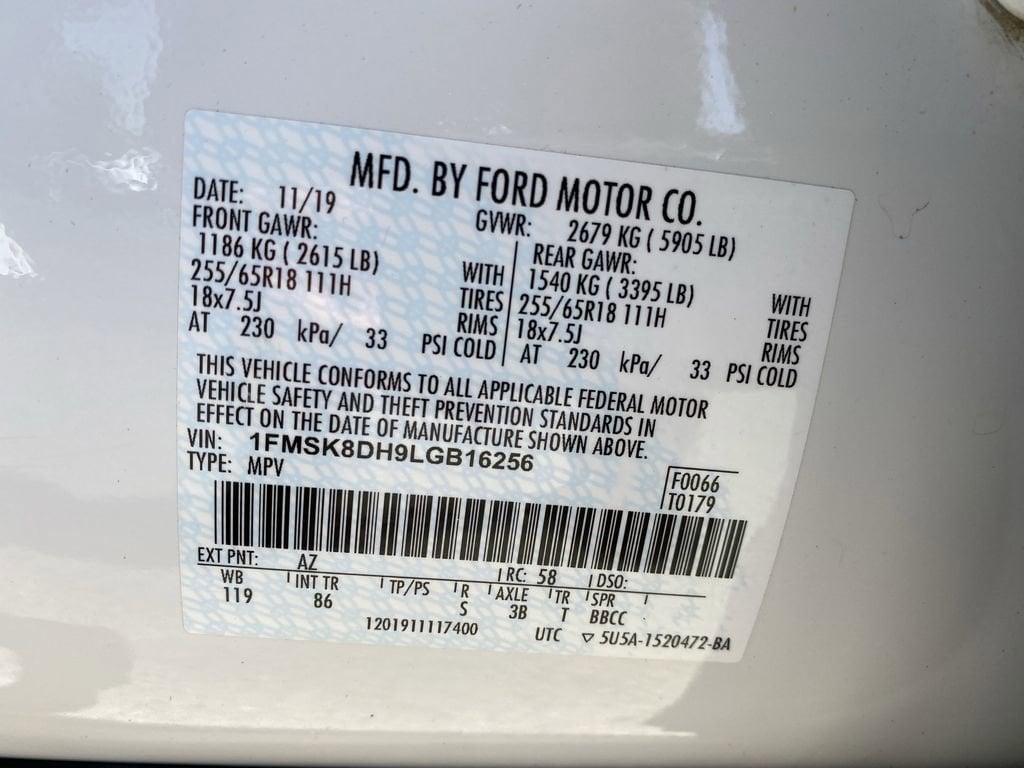 MFD. BY FORD MOTOR CO.
DATE: 11/19 GVWR: 2679 KG ( 5905 LB)
FRONT GAWR: REAR GAWR:
1186 KG ( 2615 LB) WITH 1540 KG ( 3395 LB) WITH
255/65R18 111H TIRES 255/65R18 111H TIRES
18x7.5J RIMS 18x7.5J RIMS
AT 230 kPa/ 33 PSI COLD AT 230 kPa/ 33 PSI COLD
THIS VEHICLE CONFORMS TO ALL APPLICABLE FEDERAL MOTOR
VEHICLE SAFETY AND THEFT PREVENTION STANDARDS IN
EFFECT ON THE DATE OF MANUFACTURE SHOWN ABOVE.
VIN: 1FMSK8DH9LGB16256
TYPE: MPV
F0066
T0179
EXT PNT: AZ RC: 58 DSO:
WB INT TR TP/PS R AXLE TR SPR
119 86 S 3B T BBCC
1201911117400 UTC ▽ 5U5A-1520472-BA